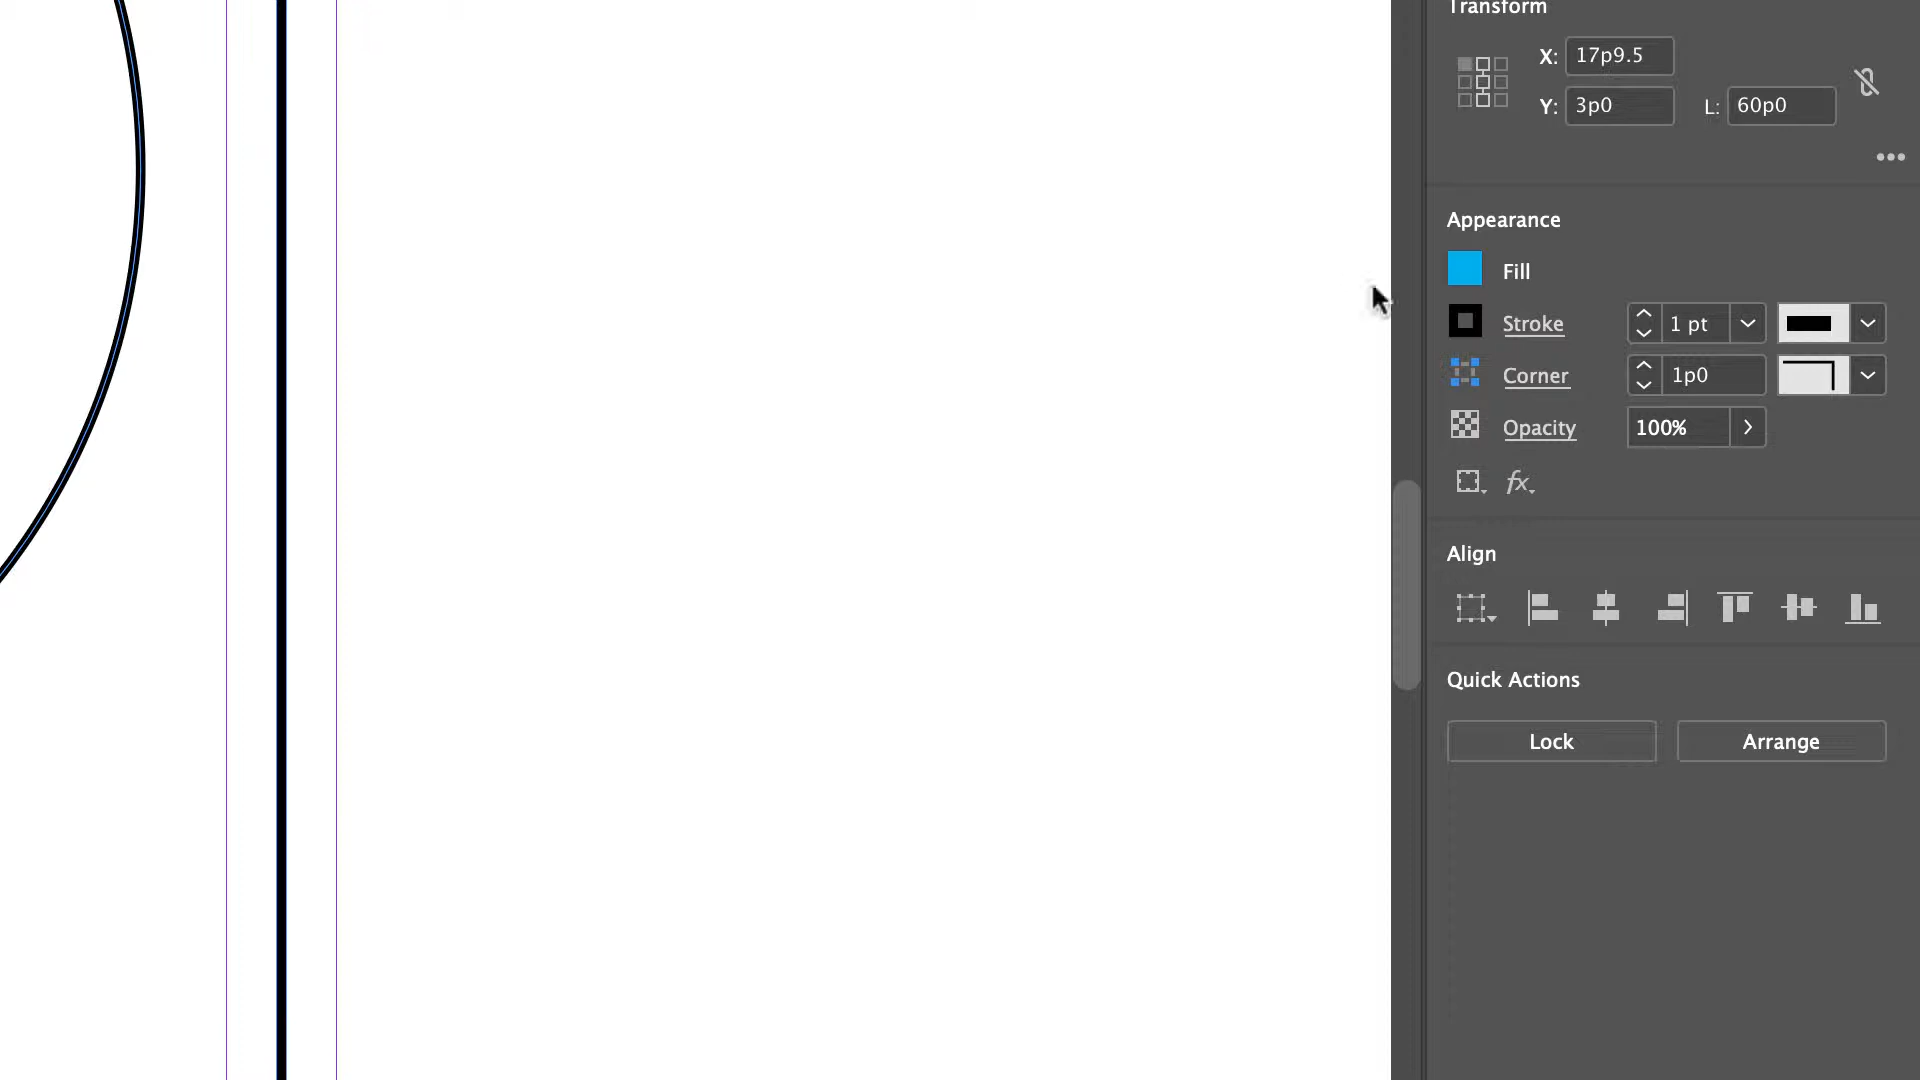 Transform
X: 17p9.5
Y: 3p0 L: 60p0
Appearance
Fill
Stroke 1 pt
Corner 1p0
Opacity 100%
fx
Align
Quick Actions
Lock Arrange